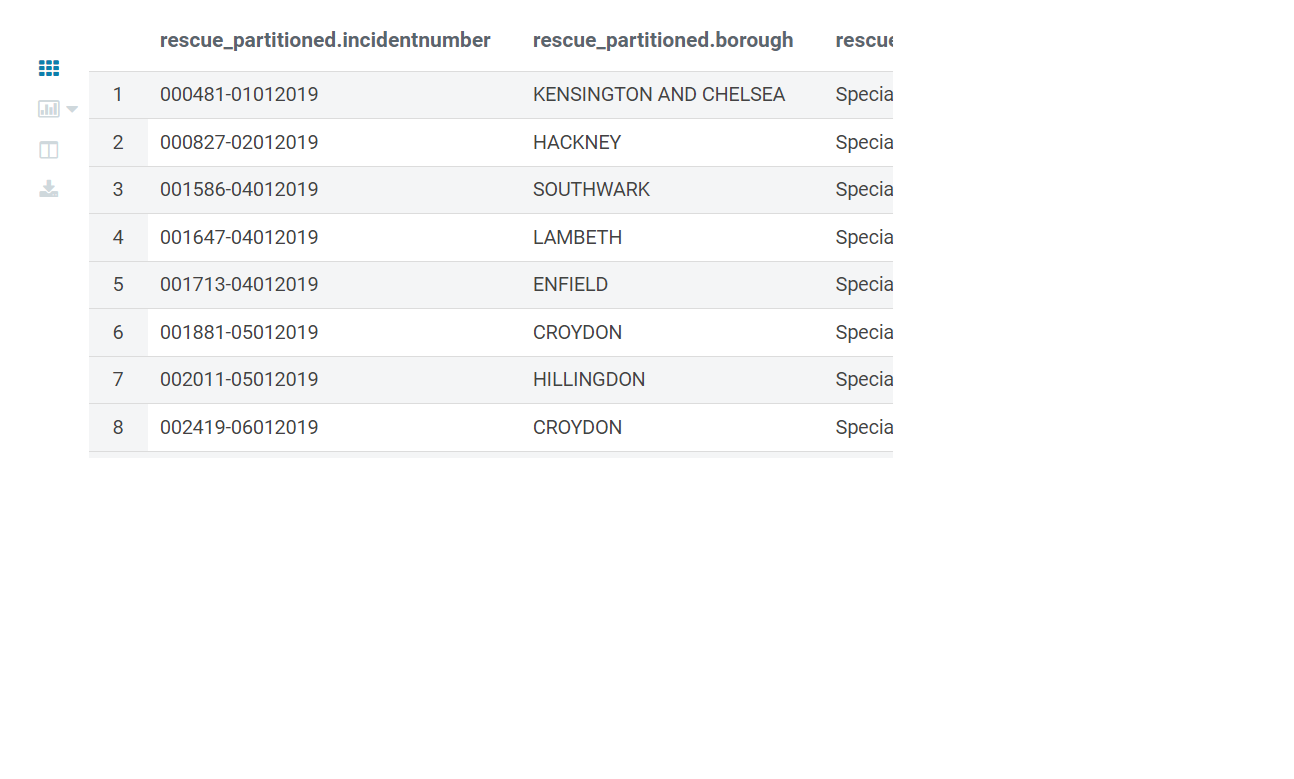 rescue_partitioned.incidentnumber rescue_partitioned.borough rescue
1 000481-01012019 KENSINGTON AND CHELSEA Specia
2 000827-02012019 HACKNEY Specia
3 001586-04012019 SOUTHWARK Specia
4 001647-04012019 LAMBETH Specia
5 001713-04012019 ENFIELD Specia
6 001881-05012019 CROYDON Specia
7 002011-05012019 HILLINGDON Specia
8 002419-06012019 CROYDON Specia